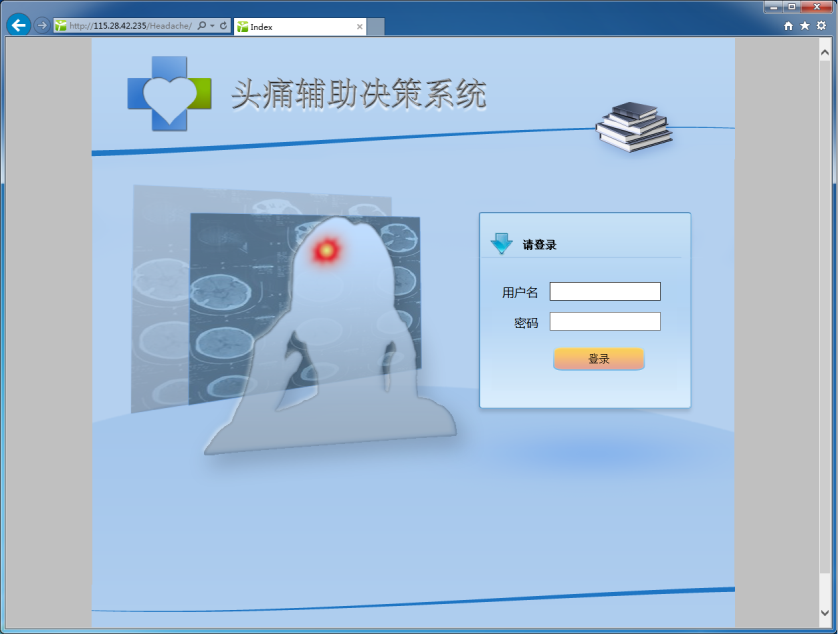 http://115.28.42.235/Headache/
Index
头痛辅助决策系统
请登录
用户名
密码
登录